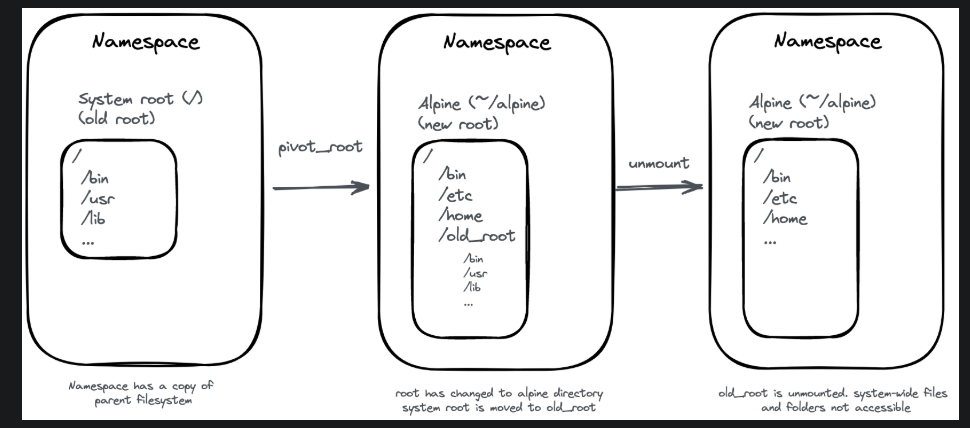 Namespace
System root (/)
(old root)
/
/bin
/usr
/lib
...
Namespace has a copy of
parent filesystem
pivot_root
Namespace
Alpine (~/alpine)
(new root)
/
/bin
/etc
/home
/old_root
/bin
/usr
/lib
...
root has changed to alpine directory
system root is moved to old_root
unmount
Namespace
Alpine (~/alpine)
(new root)
/
/bin
/etc
/home
...
old_root is unmounted. system-wide files
and folders not accessible